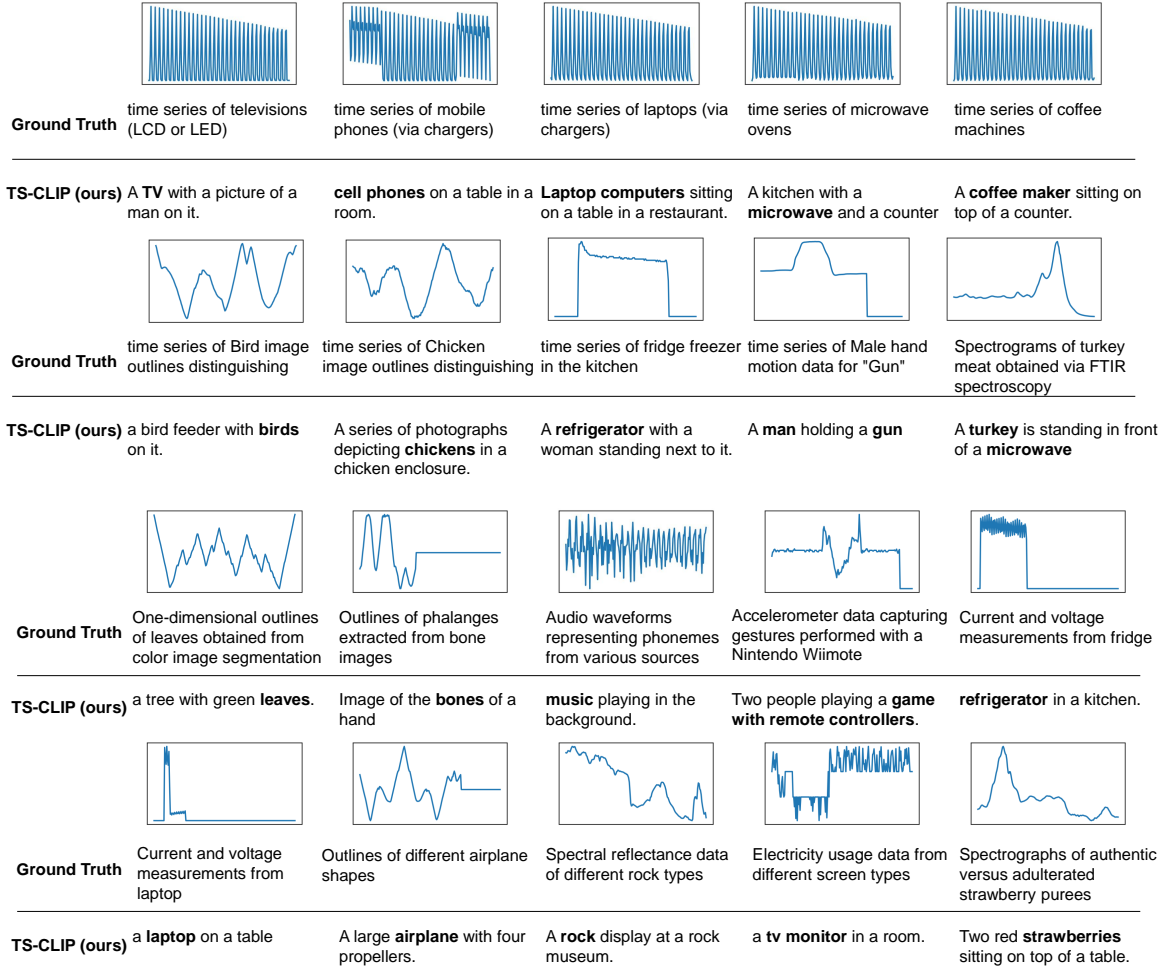 Ground Truth
time series of televisions
(LCD or LED)
time series of mobile
phones (via chargers)
time series of laptops (via
chargers)
time series of microwave
ovens
time series of coffee
machines
TS-CLIP (ours)
A TV with a picture of a
man on it.
cell phones on a table in a
room.
Laptop computers sitting
on a table in a restaurant.
A kitchen with a
microwave and a counter
A coffee maker sitting on
top of a counter.
Ground Truth
time series of Bird image
outlines distinguishing
time series of Chicken
image outlines distinguishing
time series of fridge freezer
in the kitchen
time series of Male hand
motion data for "Gun"
Spectrograms of turkey
meat obtained via FTIR
spectroscopy
TS-CLIP (ours)
a bird feeder with birds
on it.
A series of photographs
depicting chickens in a
chicken enclosure.
A refrigerator with a
woman standing next to it.
A man holding a gun
A turkey is standing in front
of a microwave
Ground Truth
One-dimensional outlines
of leaves obtained from
color image segmentation
Outlines of phalanges
extracted from bone
images
Audio waveforms
representing phonemes
from various sources
Accelerometer data capturing
gestures performed with a
Nintendo Wiimote
Current and voltage
measurements from fridge
TS-CLIP (ours)
a tree with green leaves.
Image of the bones of a
hand
music playing in the
background.
Two people playing a game
with remote controllers.
refrigerator in a kitchen.
Ground Truth
Current and voltage
measurements from
laptop
Outlines of different airplane
shapes
Spectral reflectance data
of different rock types
Electricity usage data from
different screen types
Spectrographs of authentic
versus adulterated
strawberry purees
TS-CLIP (ours)
a laptop on a table
A large airplane with four
propellers.
A rock display at a rock
museum.
a tv monitor in a room.
Two red strawberries
sitting on top of a table.